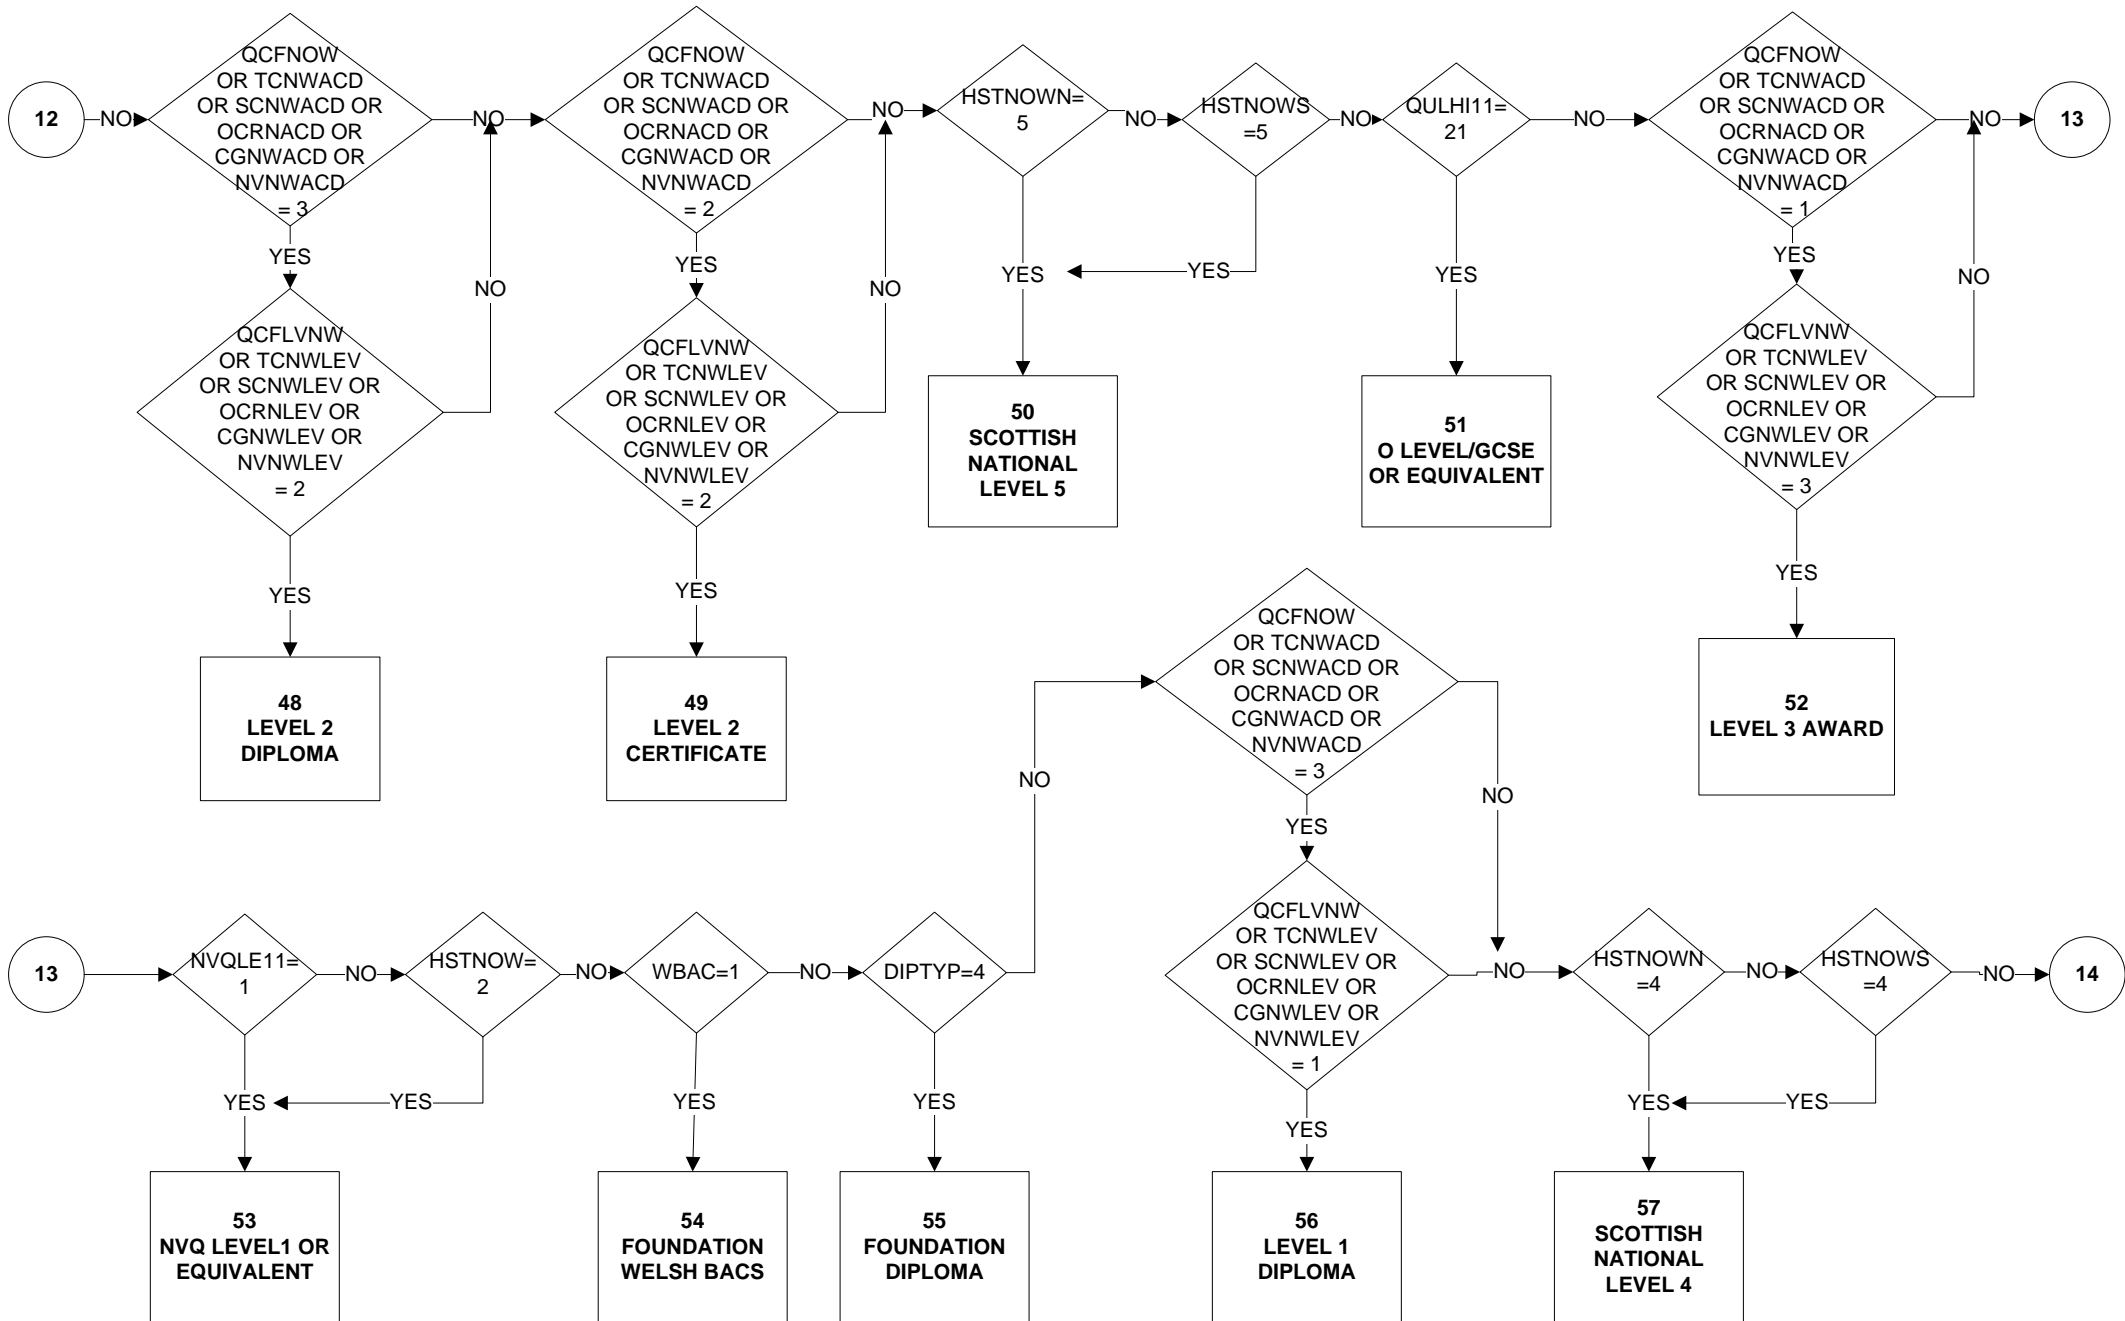 12
NO
QCFNOW
OR TCNWACD
OR SCNWACD OR
OCRNACD OR
CGNWACD OR
NVNWACD
= 3
NO
YES
QCFLVNW
OR TCNWLEV
OR SCNWLEV OR
OCRNLEV OR
CGNWLEV OR
NVNWLEV
= 2
NO
YES
48
LEVEL 2
DIPLOMA
QCFNOW
OR TCNWACD
OR SCNWACD OR
OCRNACD OR
CGNWACD OR
NVNWACD
= 2
NO
YES
QCFLVNW
OR TCNWLEV
OR SCNWLEV OR
OCRNLEV OR
CGNWLEV OR
NVNWLEV
= 2
NO
YES
49
LEVEL 2
CERTIFICATE
HSTNOWN=
5
NO
YES
50
SCOTTISH
NATIONAL
LEVEL 5
HSTNOWS
=5
NO
YES
QULHI11=
21
NO
YES
51
O LEVEL/GCSE
OR EQUIVALENT
QCFNOW
OR TCNWACD
OR SCNWACD OR
OCRNACD OR
CGNWACD OR
NVNWACD
= 1
NO
13
YES
QCFLVNW
OR TCNWLEV
OR SCNWLEV OR
OCRNLEV OR
CGNWLEV OR
NVNWLEV
= 3
NO
YES
52
LEVEL 3 AWARD
13
NVQLE11=
1
NO
YES
53
NVQ LEVEL1 OR
EQUIVALENT
HSTNOW=
2
NO
YES
WBAC=1
NO
YES
54
FOUNDATION
WELSH BACS
DIPTYP=4
NO
YES
55
FOUNDATION
DIPLOMA
QCFNOW
OR TCNWACD
OR SCNWACD OR
OCRNACD OR
CGNWACD OR
NVNWACD
= 3
NO
YES
QCFLVNW
OR TCNWLEV
OR SCNWLEV OR
OCRNLEV OR
CGNWLEV OR
NVNWLEV
= 1
NO
YES
56
LEVEL 1
DIPLOMA
HSTNOWN
=4
NO
YES
57
SCOTTISH
NATIONAL
LEVEL 4
HSTNOWS
=4
NO
YES
14